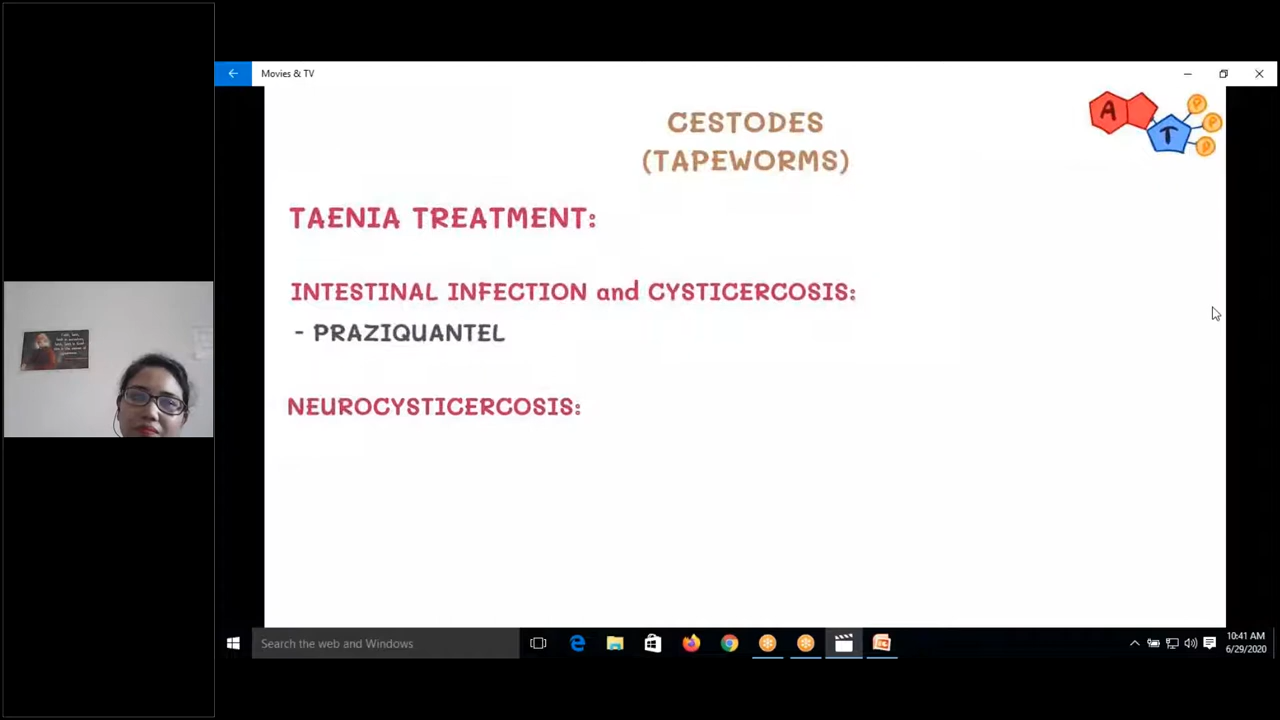 Movies & TV
CESTODES
(TAPEWORMS)
A
T
P
P
P
TAENIA TREATMENT:
INTESTINAL INFECTION and CYSTICERCOSIS:
- PRAZIQUANTEL
NEUROCYSTICERCOSIS:
Search the web and Windows
10:41 AM
6/29/2020